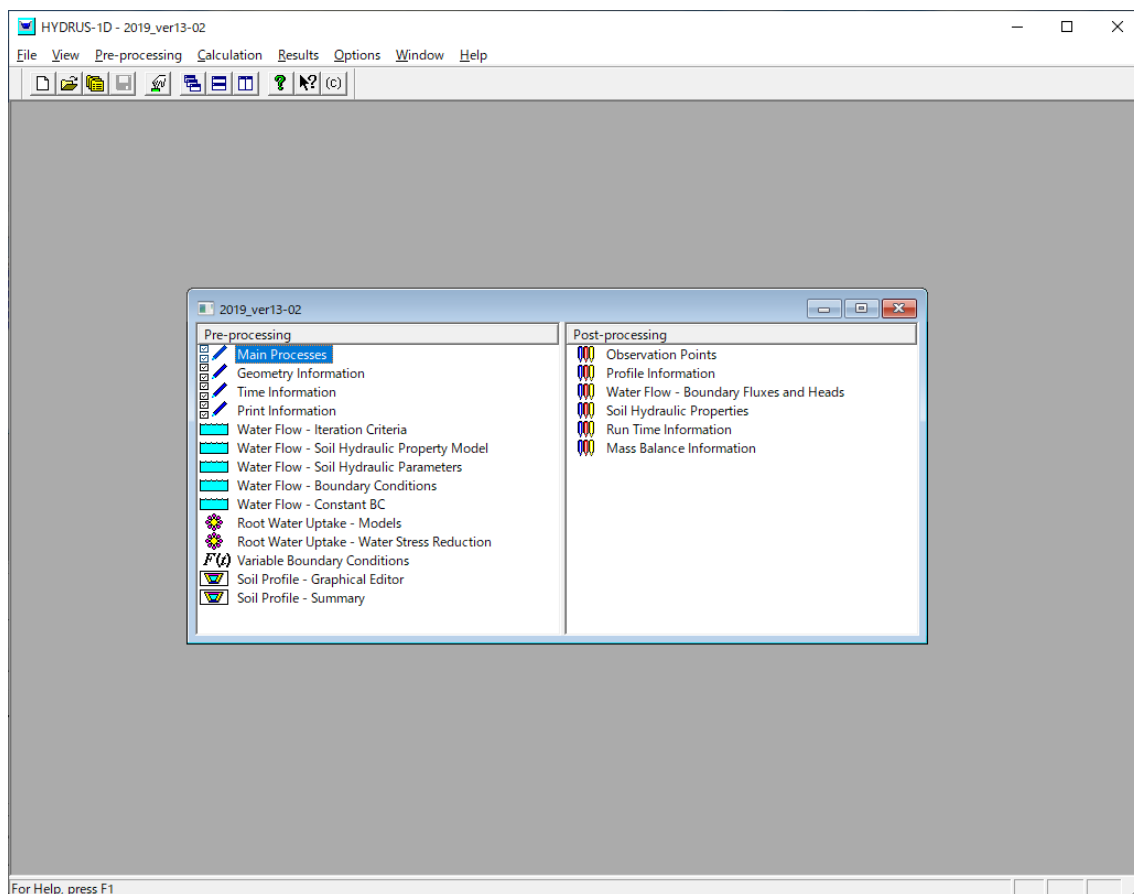 HYDRUS-1D - 2019_ver13-02
File View Pre-processing Calculation Results Options Window Help
(c)
2019_ver13-02
Pre-processing
Main Processes
Geometry Information
Time Information
Print Information
Water Flow - Iteration Criteria
Water Flow - Soil Hydraulic Property Model
Water Flow - Soil Hydraulic Parameters
Water Flow - Boundary Conditions
Water Flow - Constant BC
Root Water Uptake - Models
Root Water Uptake - Water Stress Reduction
F(t) Variable Boundary Conditions
Soil Profile - Graphical Editor
Soil Profile - Summary
Post-processing
Observation Points
Profile Information
Water Flow - Boundary Fluxes and Heads
Soil Hydraulic Properties
Run Time Information
Mass Balance Information
For Help, press F1